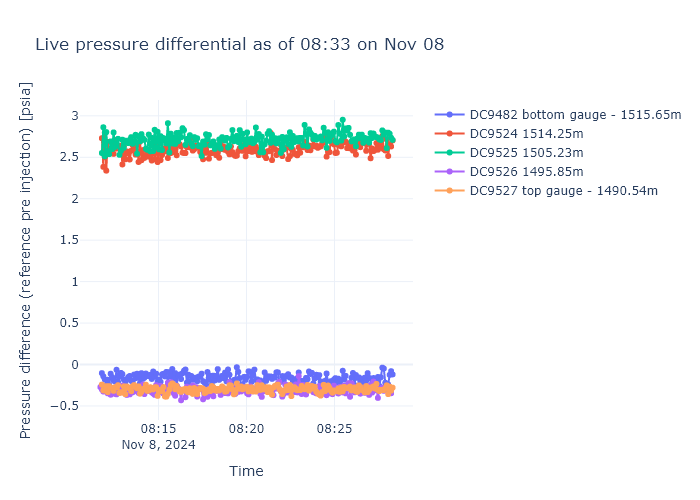 Live pressure differential as of 08:33 on Nov 08
Pressure difference (reference pre injection) [psia]
3
2.5
2
1.5
1
0.5
0
−0.5
08:15
Nov 8, 2024
08:20
08:25
Time
DC9482 bottom gauge - 1515.65m
DC9524 1514.25m
DC9525 1505.23m
DC9526 1495.85m
DC9527 top gauge - 1490.54m